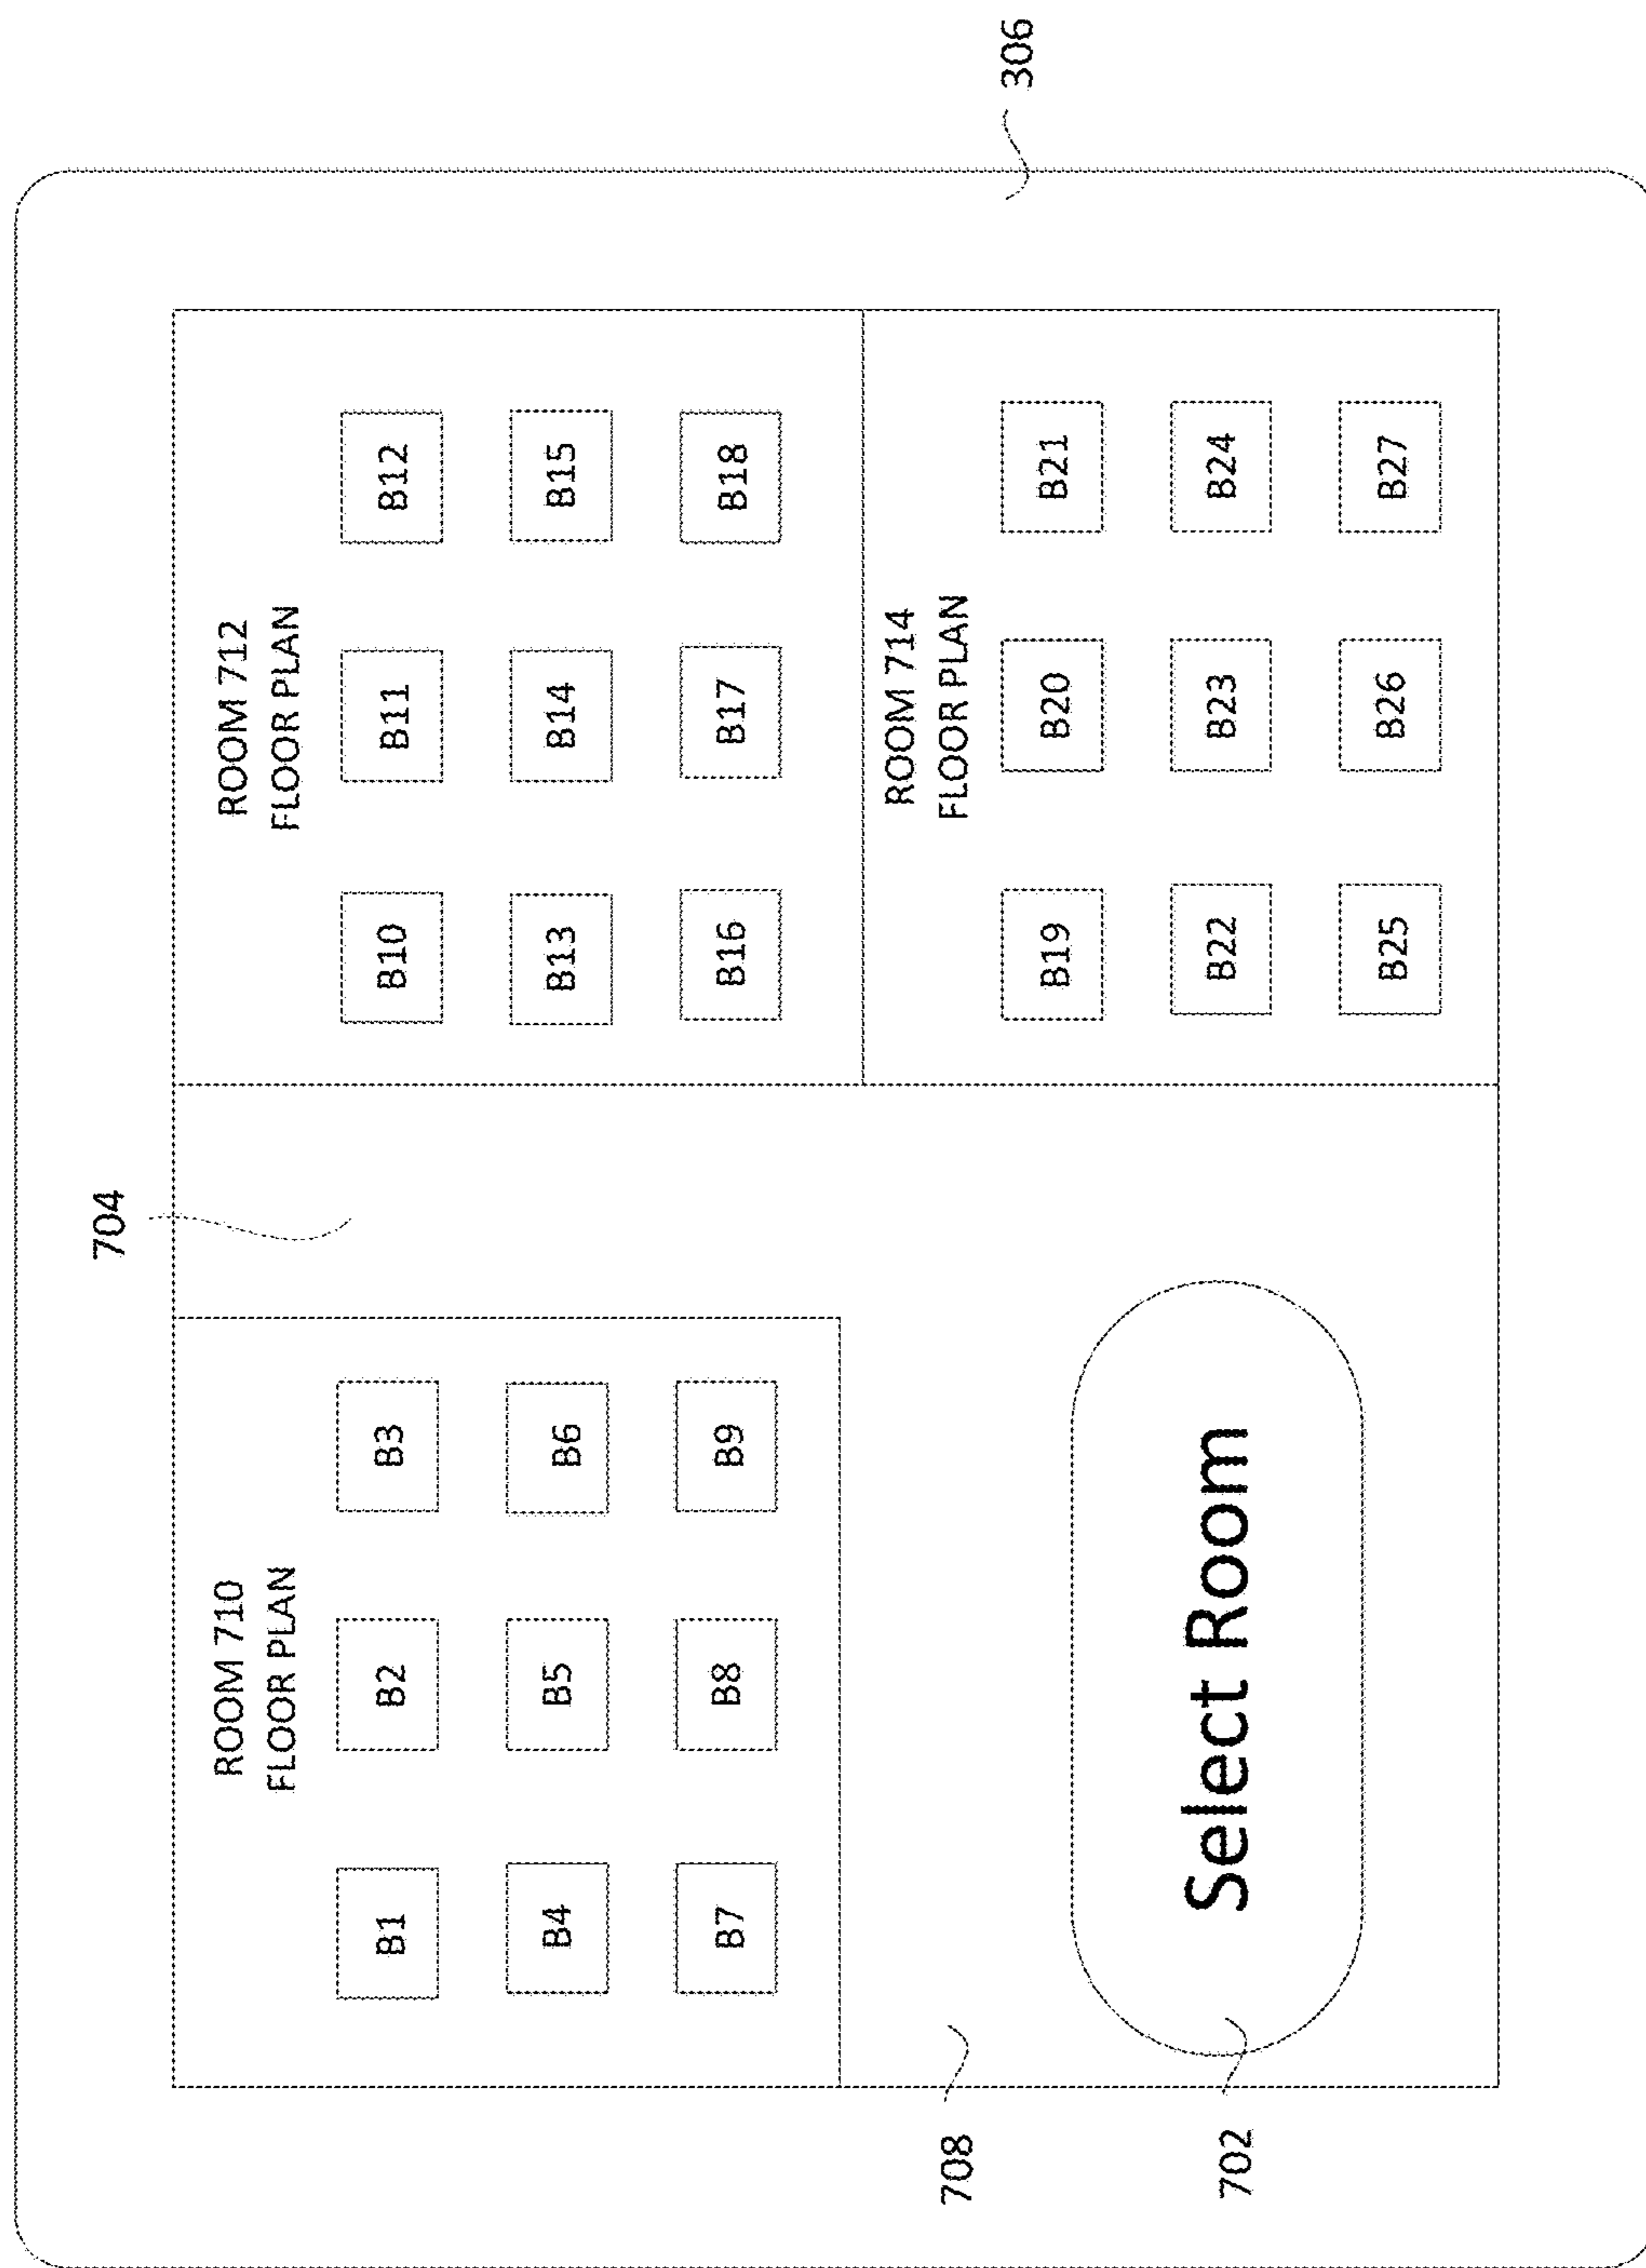 704
306
ROOM 710
FLOOR PLAN
B1 B2 B3
B4 B5 B6
B7 B8 B9
ROOM 712
FLOOR PLAN
B10 B11 B12
B13 B14 B15
B16 B17 B18
ROOM 714
FLOOR PLAN
B19 B20 B21
B22 B23 B24
B25 B26 B27
708
702
Select Room